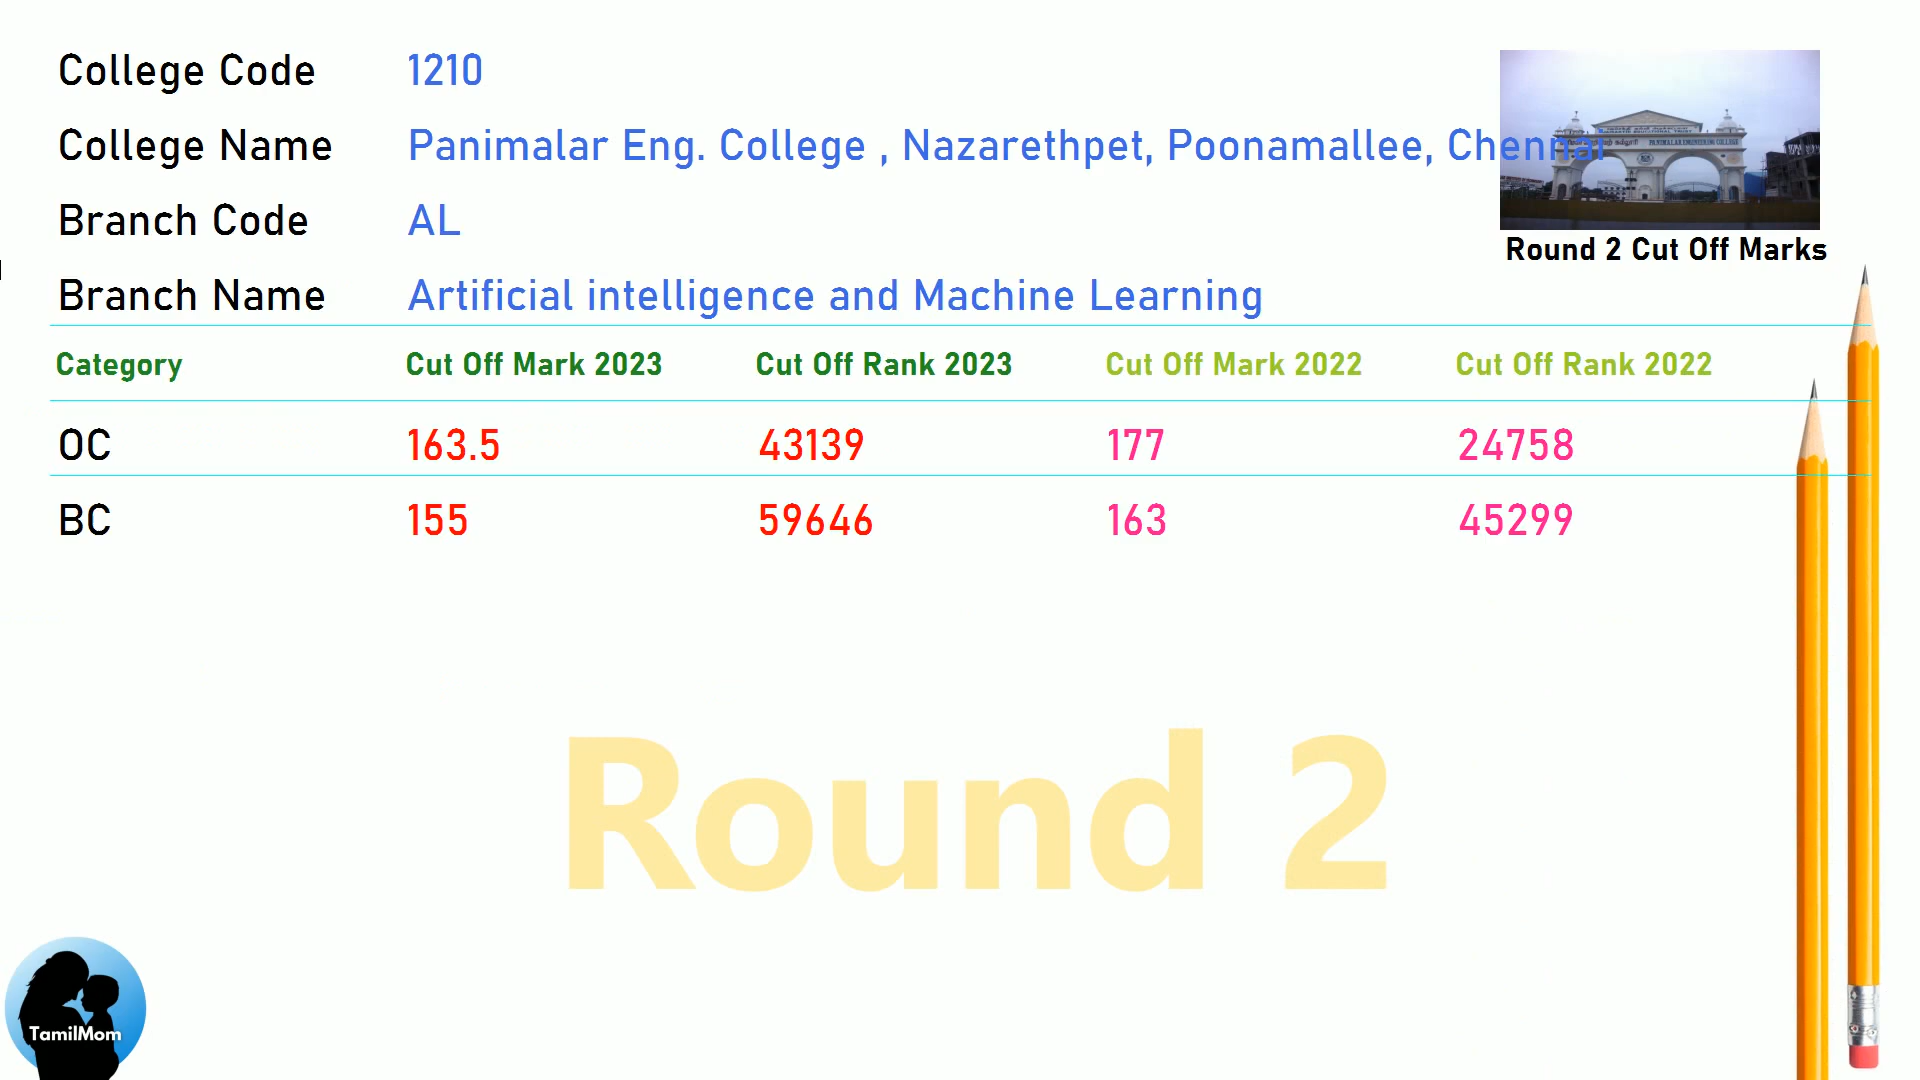 College Code 1210
College Name Panimalar Eng. College , Nazarethpet, Poonamallee, Chennai
Branch Code AL
Round 2 Cut Off Marks
Branch Name Artificial intelligence and Machine Learning
Category Cut Off Mark 2023 Cut Off Rank 2023 Cut Off Mark 2022 Cut Off Rank 2022
OC 163.5 43139 177 24758
BC 155 59646 163 45299
Round 2
TamilMom
PANIMALAR ENGINEERING COLLEGE